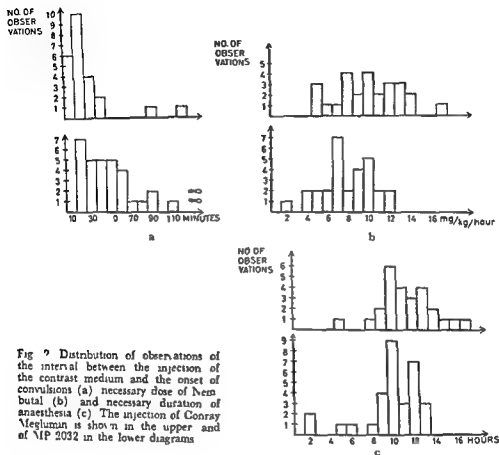 NO. OF
OBSER
VATIONS
10
9
8
7
6
5
4
3
2
1
7
6
5
4
3
2
1
10 30 0 70 90 110 MINUTES
a
NO. OF
OBSER
VATIONS
5
4
3
2
1
7
6
5
4
3
2
1
2 4 6 8 10 12 14 16 mg/kg/hour
b
NO OF
OBSER
VATIONS
6
5
4
3
2
1
9
8
7
6
5
4
3
2
1
2 4 6 8 10 12 14 16 HOURS
c
Fig 2 Distribution of observations of
the interval between the injection of
the contrast medium and the onset of
convulsions (a) necessary dose of Nem
butal (b) and necessary duration of
anaesthesia (c) The injection of Conray
Meglumin is shown in the upper and
of MP 2032 in the lower diagrams